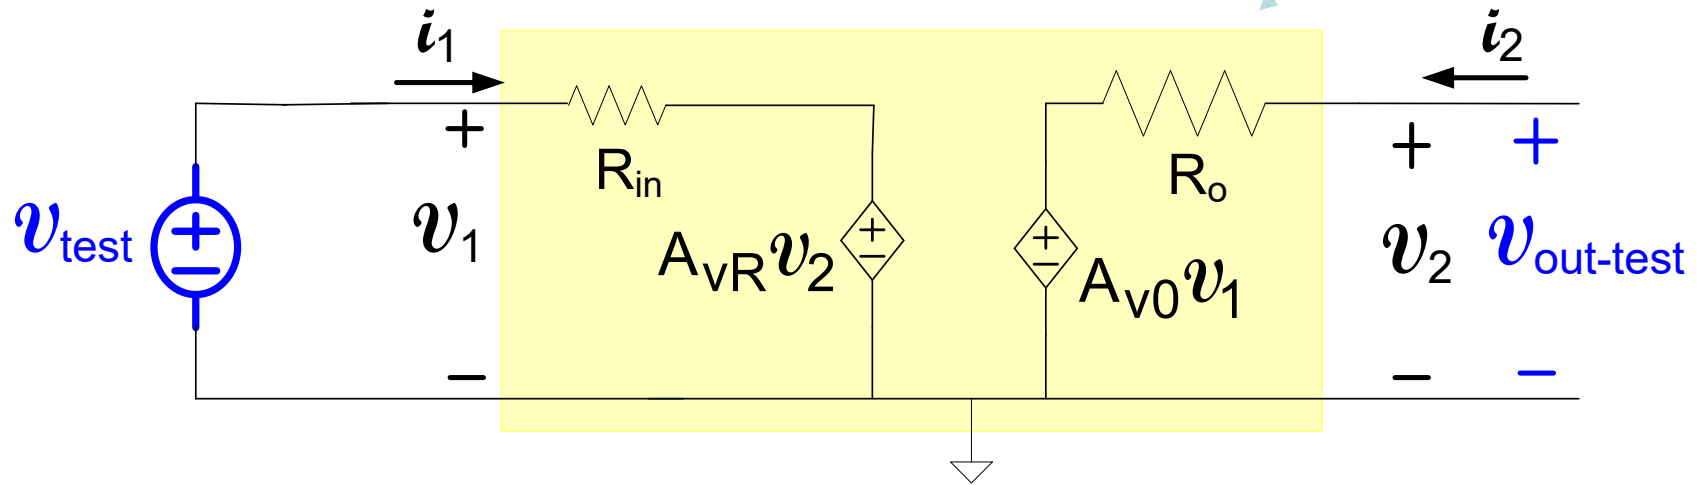 i1
i2
+
+
+
Rin
Ro
vtest
+
−
v1
AvRv2
+
−
+
−
Av0v1
v2
vout-test
−
−
−